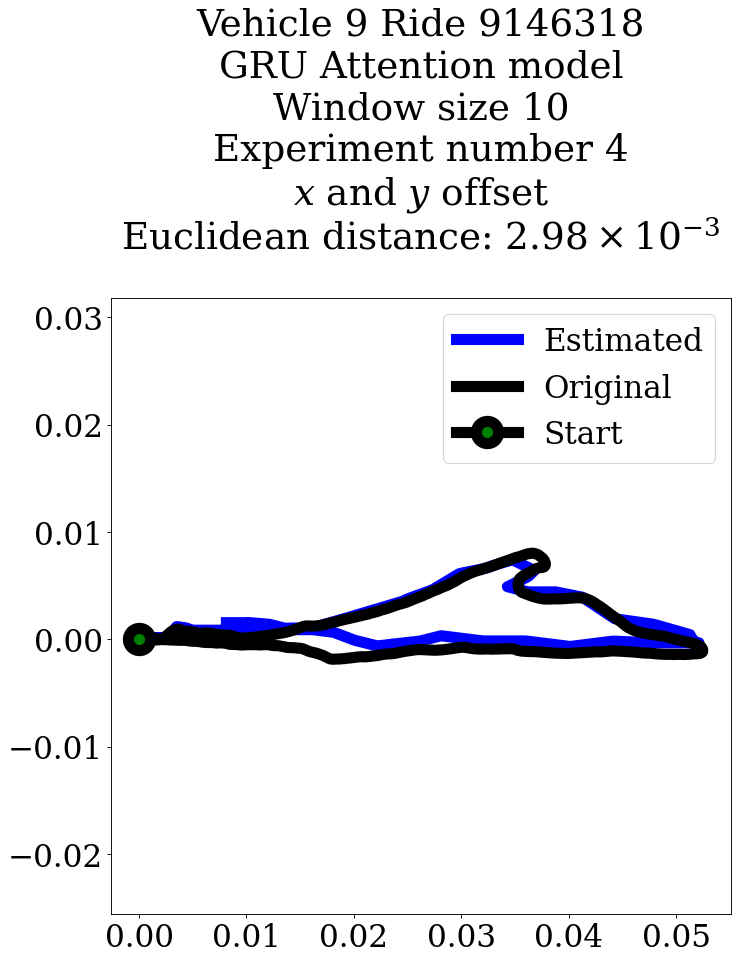 Vehicle 9 Ride 9146318
GRU Attention model
Window size 10
Experiment number 4
x and y offset
Euclidean distance: 2.98 × 10⁻³
Estimated
Original
Start
0.03
0.02
0.01
0.00
−0.01
−0.02
0.00 0.01 0.02 0.03 0.04 0.05